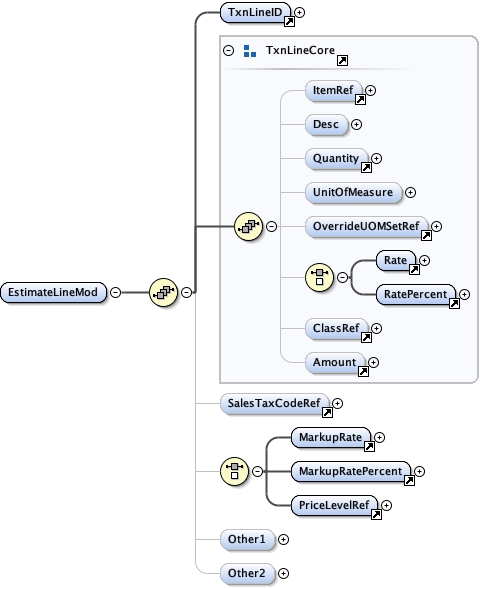 TxnLineID
TxnLineCore
ItemRef
Desc
Quantity
UnitOfMeasure
OverrideUOMSetRef
Rate
EstimateLineMod
RatePercent
ClassRef
Amount
SalesTaxCodeRef
MarkupRate
MarkupRatePercent
PriceLevelRef
Other1
Other2